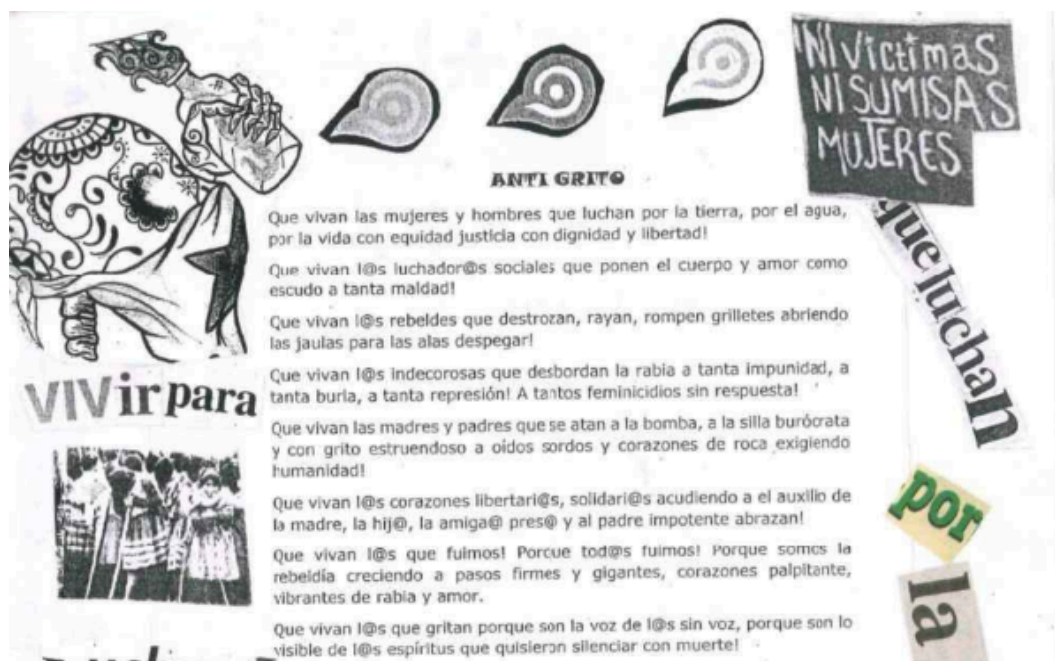 NI VictimaS
NI SUMISAS
MUJERES
ANTI GRITO
Que vivan las mujeres y hombres que luchan por la tierra, por el agua,
por la vida con equidad justicia con dignidad y libertad!
Que vivan l@s luchador@s sociales que ponen el cuerpo y amor como
escudo a tanta maldad!
Que vivan l@s rebeldes que destrozan, rayan, rompen grilletes abriendo
las jaulas para las alas despegar!
Que vivan l@s indecorosas que desbordan la rabia a tanta impunidad, a
tanta burla, a tanta represión! A tantos feminicidios sin respuesta!
Que vivan las madres y padres que se atan a la bomba, a la silla burócrata
y con grito estruendoso a oídos sordos y corazones de roca exigiendo
humanidad!
Que vivan l@s corazones libertari@s, solidari@s acudiendo a el auxilio de
la madre, la hij@, la amiga@ pres@ y al padre impotente abrazan!
Que vivan l@s que fuimos! Porque tod@s fuimos! Porque somos la
rebeldía creciendo a pasos firmes y gigantes, corazones palpitante,
vibrantes de rabia y amor.
Que vivan l@s que gritan porque son la voz de l@s sin voz, porque son lo
visible de l@s espíritus que quisieron silenciar con muerte!
VIVir para
que luchan
por
la